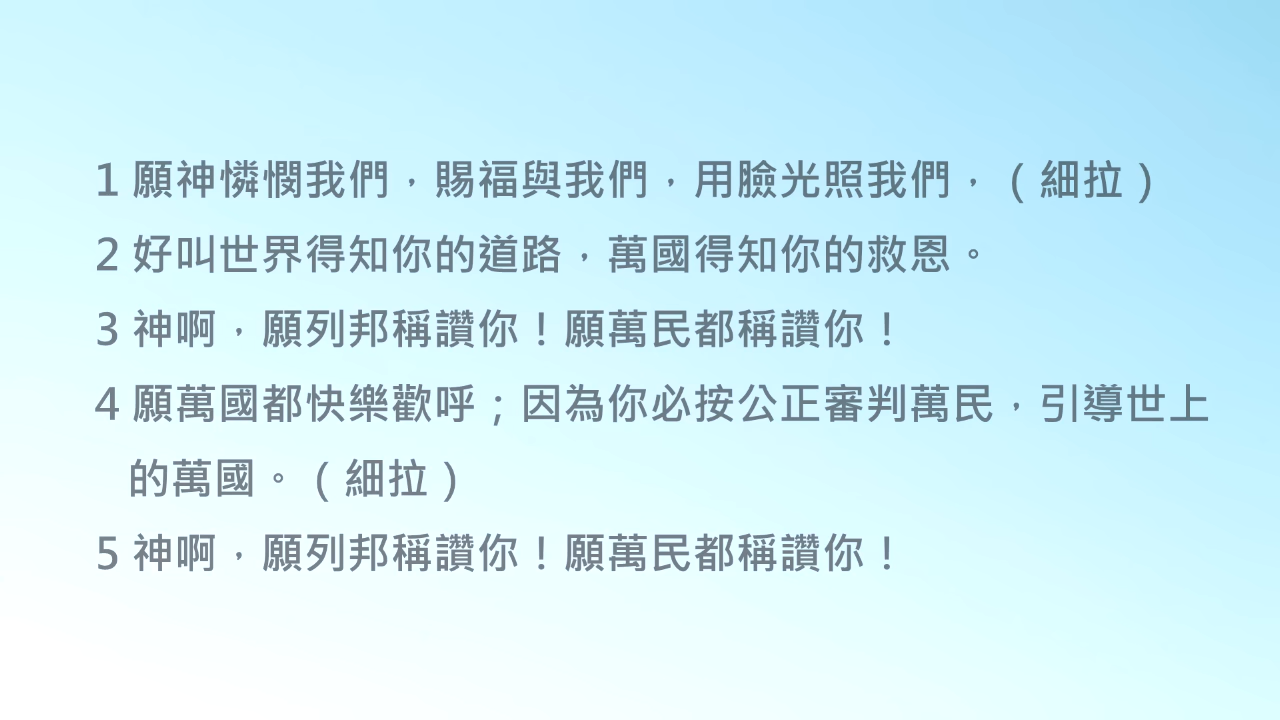 1 願神憐憫我們，賜福與我們，用臉光照我們，（細拉）
2 好叫世界得知你的道路，萬國得知你的救恩。
3 神啊，願列邦稱讚你！願萬民都稱讚你！
4 願萬國都快樂歡呼；因為你必按公正審判萬民，引導世上
的萬國。（細拉）
5 神啊，願列邦稱讚你！願萬民都稱讚你！